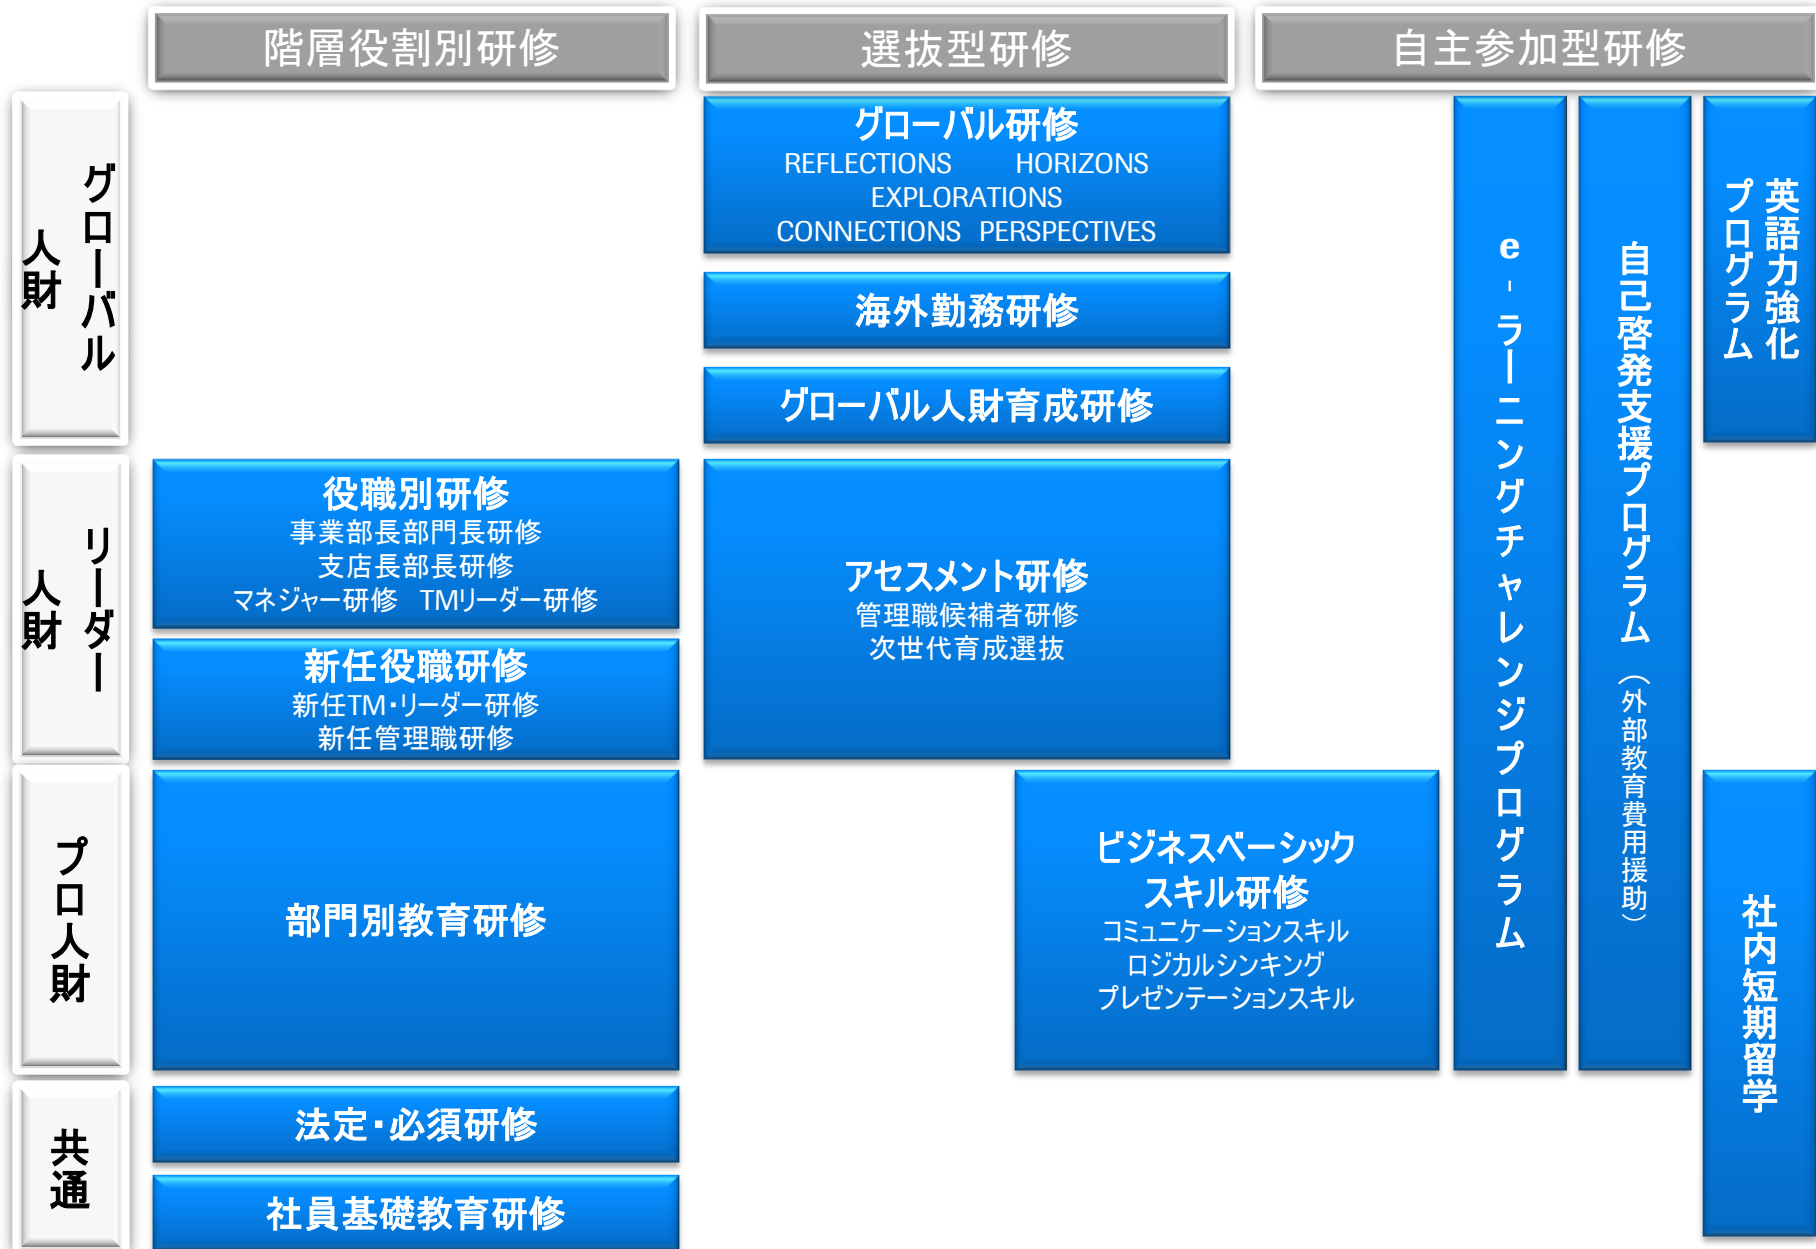 階層役割別研修
選抜型研修
自主参加型研修
グローバル
人財
グローバル研修
REFLECTIONS HORIZONS
EXPLORATIONS
CONNECTIONS PERSPECTIVES
海外勤務研修
グローバル人財育成研修
リーダー
人財
役職別研修
事業部長部門長研修
支店長部長研修
マネジャー研修 TMリーダー研修
新任役職研修
新任TM・リーダー研修
新任管理職研修
アセスメント研修
管理職候補者研修
次世代育成選抜
プロ人財
部門別教育研修
ビジネスベーシック
スキル研修
コミュニケーションスキル
ロジカルシンキング
プレゼンテーションスキル
共通
法定・必須研修
社員基礎教育研修
e-ラーニングチャレンジプログラム
自己啓発支援プログラム（外部教育費用援助）
英語力強化
プログラム
社内短期留学